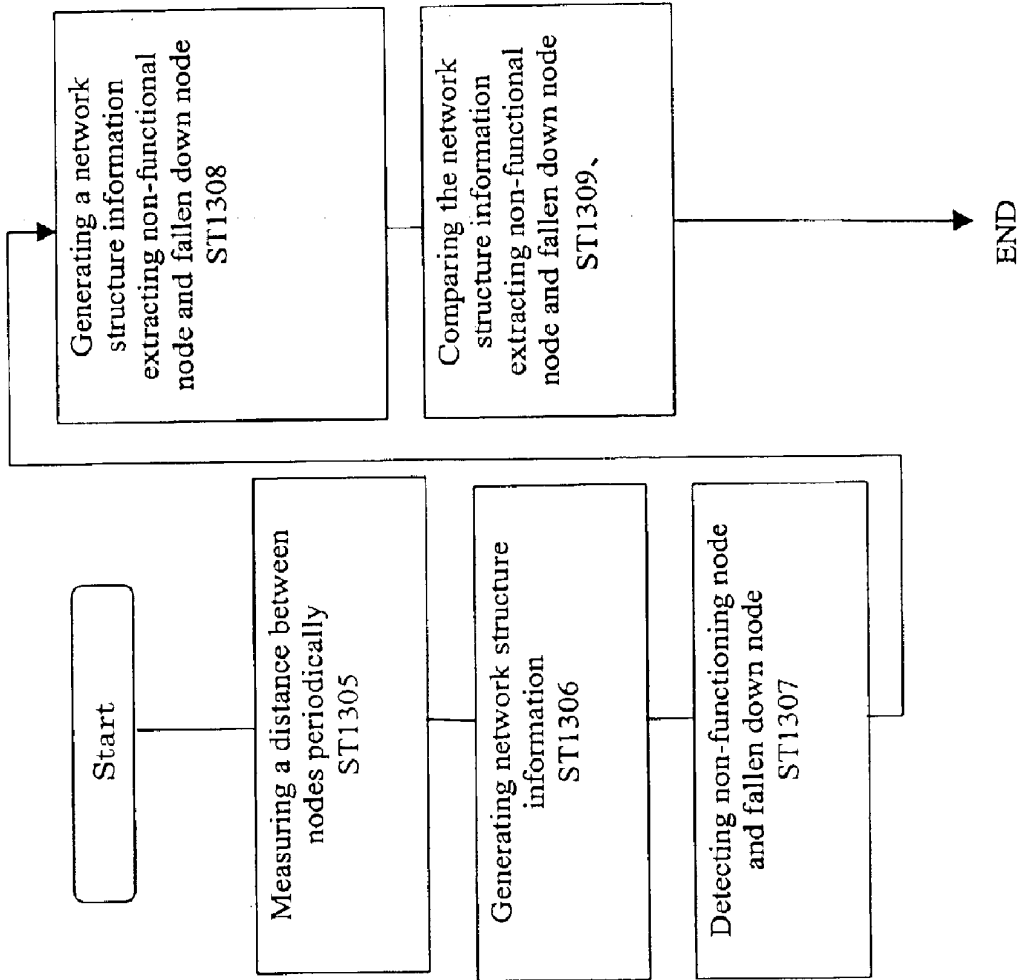 Start
Measuring a distance between
nodes periodically
ST1305
Generating network structure
information
ST1306
Detecting non-functioning node
and fallen down node
ST1307
Generating a network
structure information
extracting non-functional
node and fallen down node
ST1308
Comparing the network
structure information
extracting non-functional
node and fallen down node
ST1309、
END